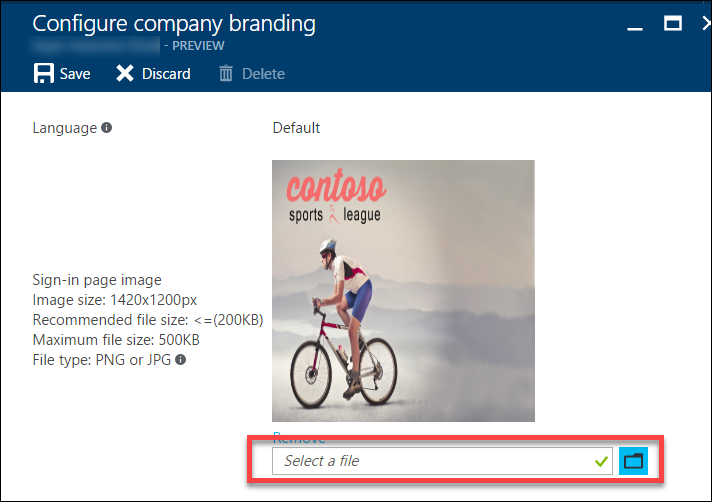 Configure company branding
- PREVIEW
Save Discard Delete
Language Default
contoso
sports league
Sign-in page image
Image size: 1420x1200px
Recommended file size: <=(200KB)
Maximum file size: 500KB
File type: PNG or JPG
Remove
Select a file